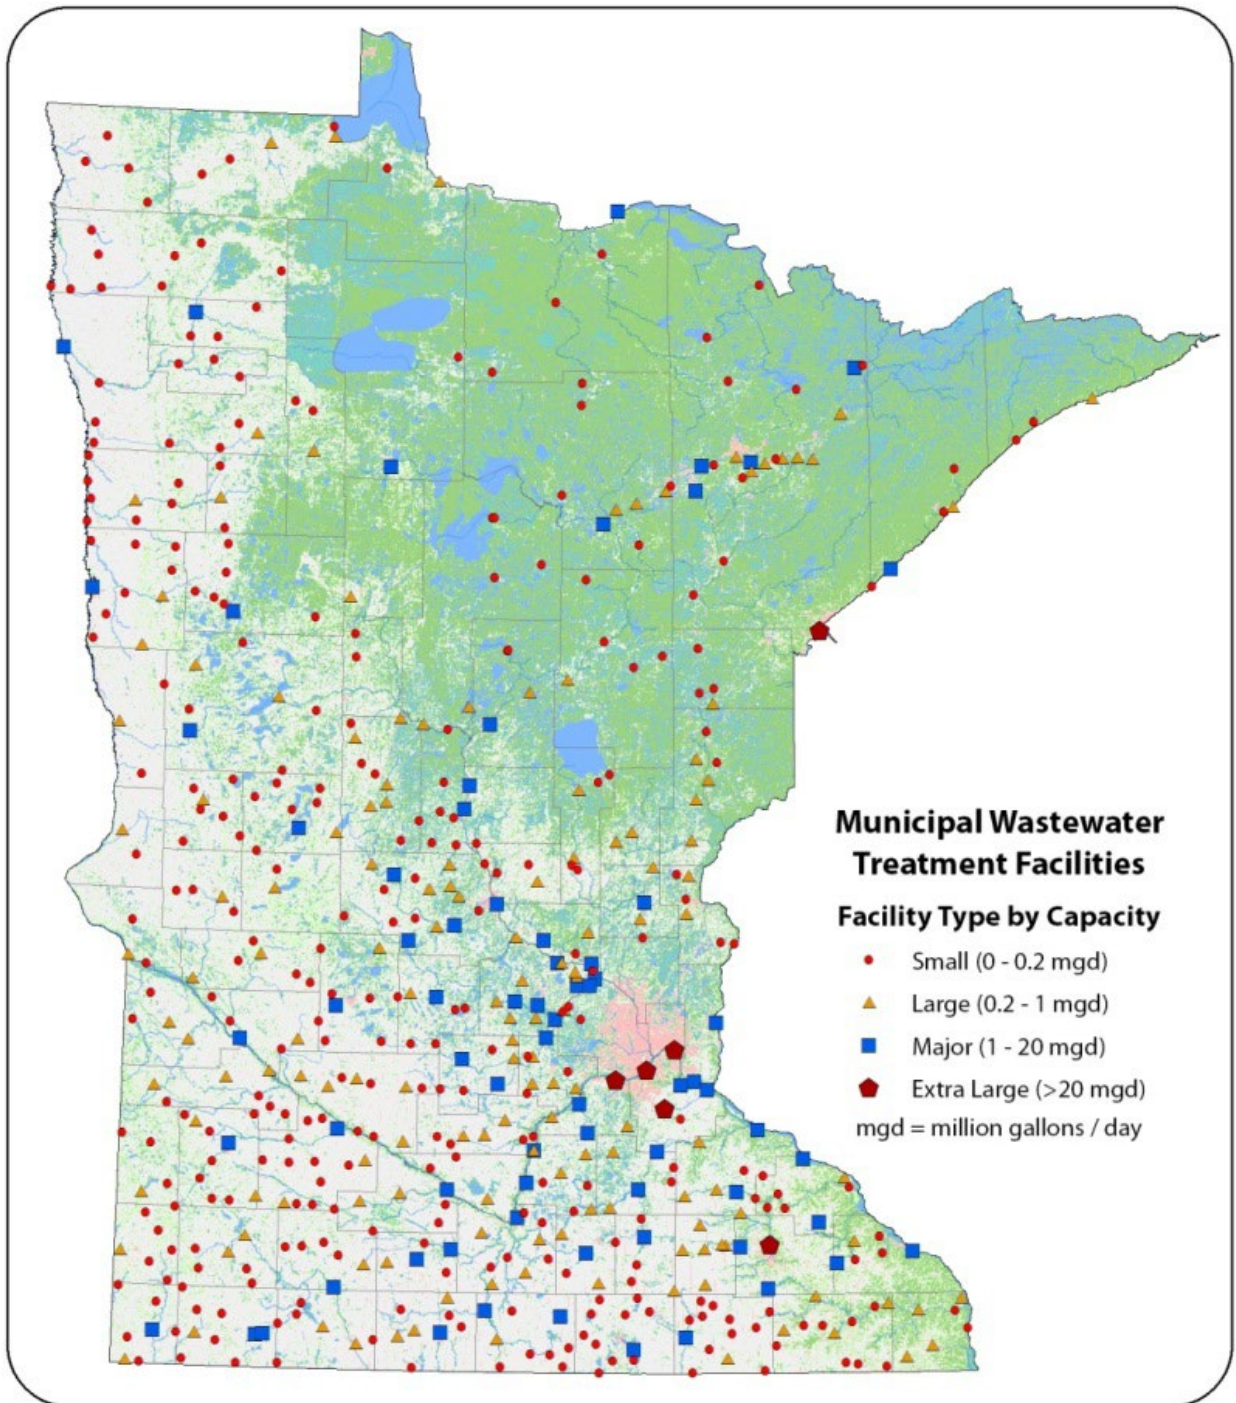 Municipal Wastewater
Treatment Facilities
Facility Type by Capacity
Small (0 - 0.2 mgd)
Large (0.2 - 1 mgd)
Major (1 - 20 mgd)
Extra Large (>20 mgd)
mgd = million gallons / day